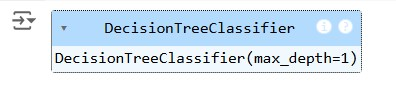 DecisionTreeClassifier i ?
DecisionTreeClassifier(max_depth=1)